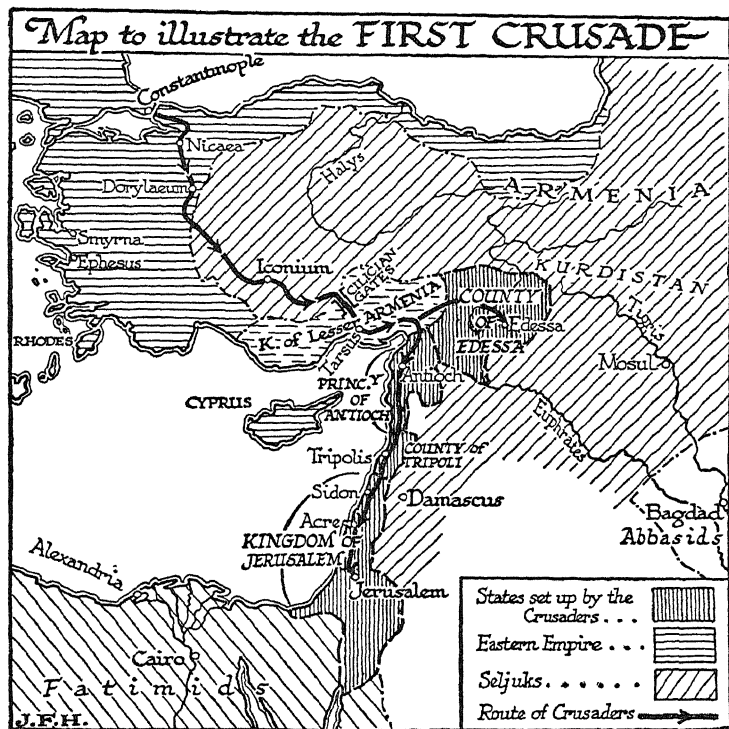 Map to illustrate the FIRST CRUSADE
Constantinople
Nicaea
Halys
Dorylaeum
ARMENIA
Smyrna
Ephesus
Iconium
CILICIAN
GATES
KURDISTAN
K. of Lesser ARMENIA
COUNTY
OF
EDESSA
Edessa
Tigris
RHODES
Tarsus
Mosul
Antioch
PRINC.Y
OF
ANTIOCH
CYPRUS
Euphrates
COUNTY of
TRIPOLI
Tripolis
Sidon
Damascus
Acre
Bagdad
Abbasids
KINGDOM OF
JERUSALEM
Alexandria
Jerusalem
Cairo
Fatimids
J.F.H.
States set up by the
Crusaders...
Eastern Empire...
Seljuks......
Route of Crusaders